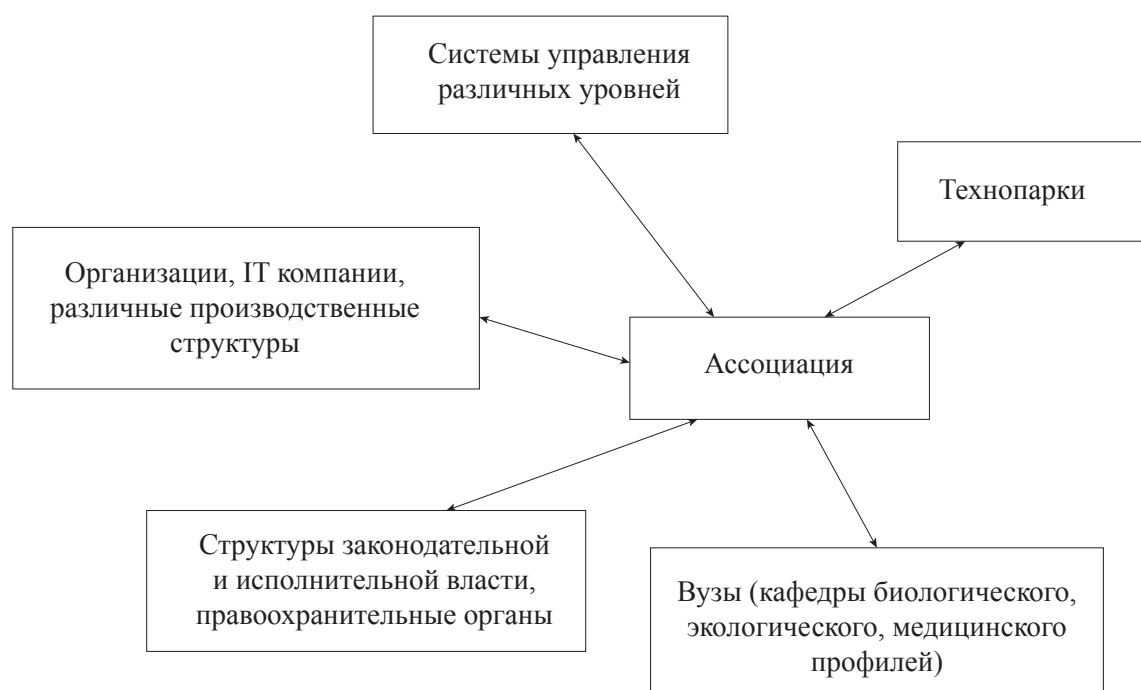 Системы управления
различных уровней
Технопарки
Организации, IT компании,
различные производственные
структуры
Ассоциация
Структуры законодательной
и исполнительной власти,
правоохранительные органы
Вузы (кафедры биологического,
экологического, медицинского
профилей)